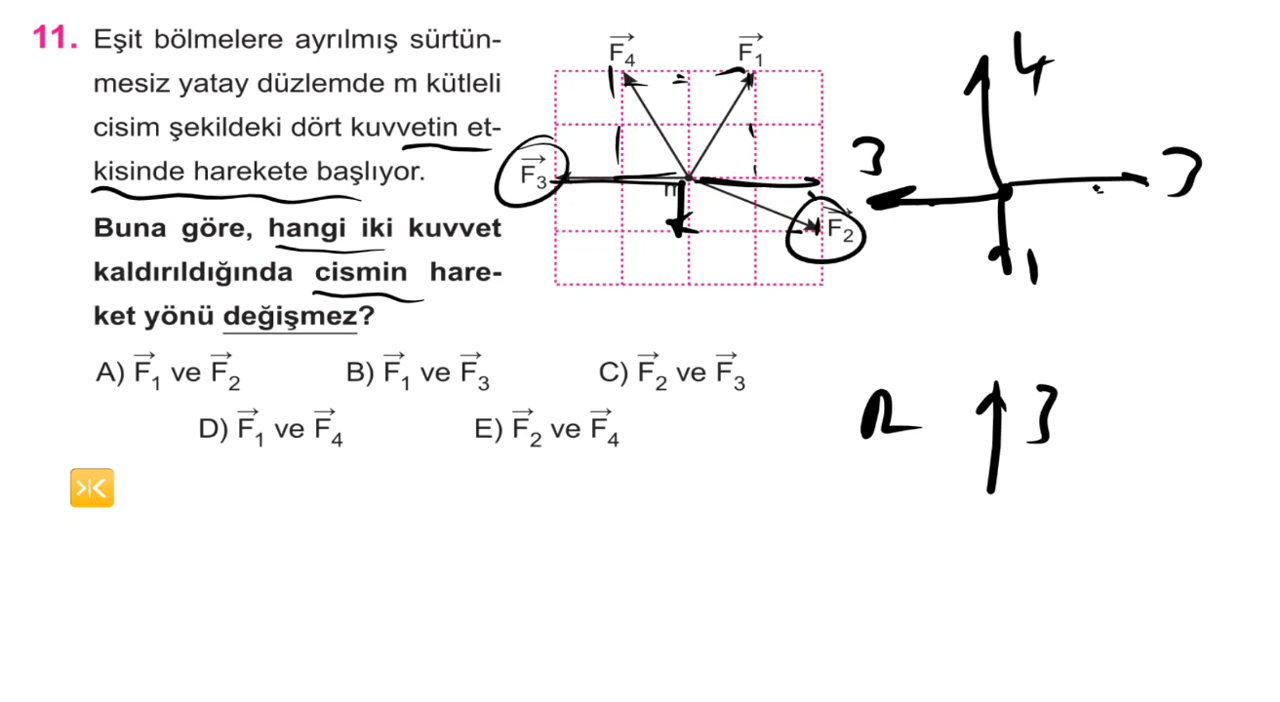 11. Eşit bölmelere ayrılmış sürtün-
mesiz yatay düzlemde m kütleli
cisim şekildeki dört kuvvetin et-
kisinde harekete başlıyor.
Buna göre, hangi iki kuvvet
kaldırıldığında cismin hare-
ket yönü değişmez?
F₄
F₁
F₃
m
F₂
A) F₁ ve F₂ B) F₁ ve F₃ C) F₂ ve F₃
D) F₁ ve F₄ E) F₂ ve F₄
4
3
3
1
R 3